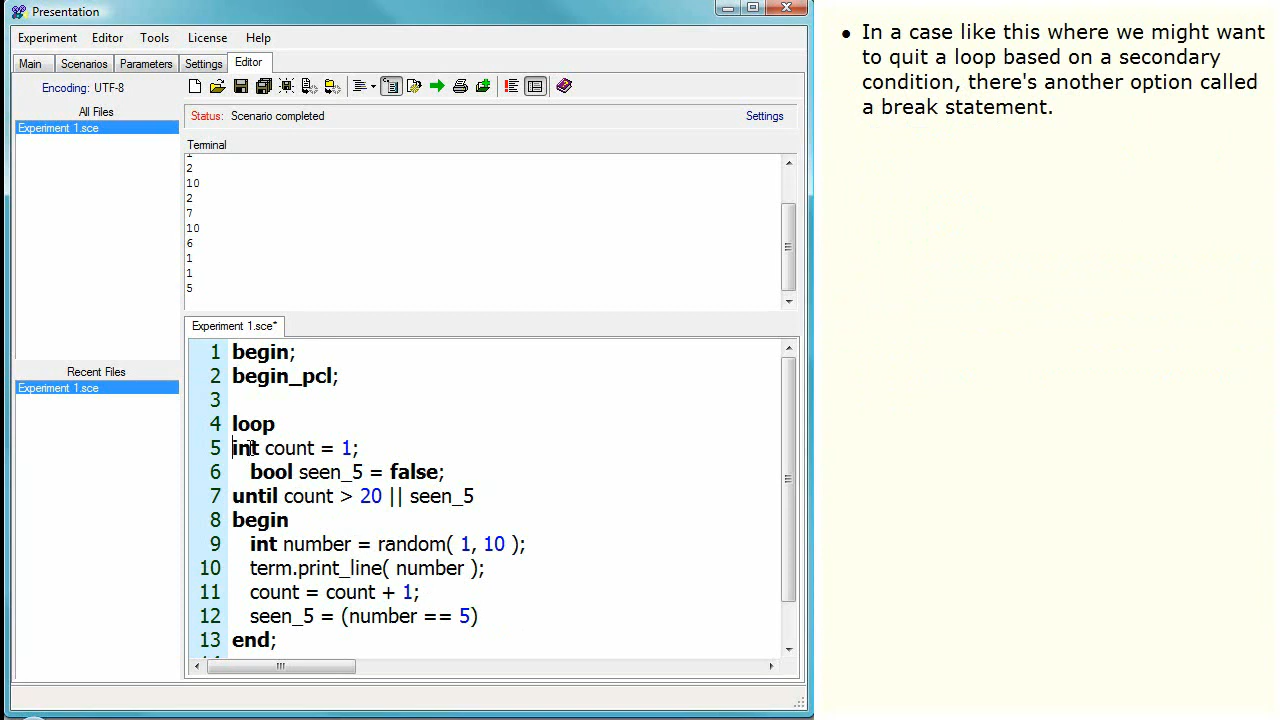 Presentation
Experiment Editor Tools License Help
Main Scenarios Parameters Settings Editor
Encoding: UTF-8
All Files
Experiment 1.sce
Status: Scenario completed Settings
Terminal
2
10
2
7
10
6
1
1
5
Recent Files
Experiment 1.sce
Experiment 1.sce*
1 begin;
2 begin_pcl;
3
4 loop
5 int count = 1;
6 bool seen_5 = false;
7 until count > 20 || seen_5
8 begin
9 int number = random( 1, 10 );
10 term.print_line( number );
11 count = count + 1;
12 seen_5 = (number == 5)
13 end;
• In a case like this where we might want
to quit a loop based on a secondary
condition, there's another option called
a break statement.